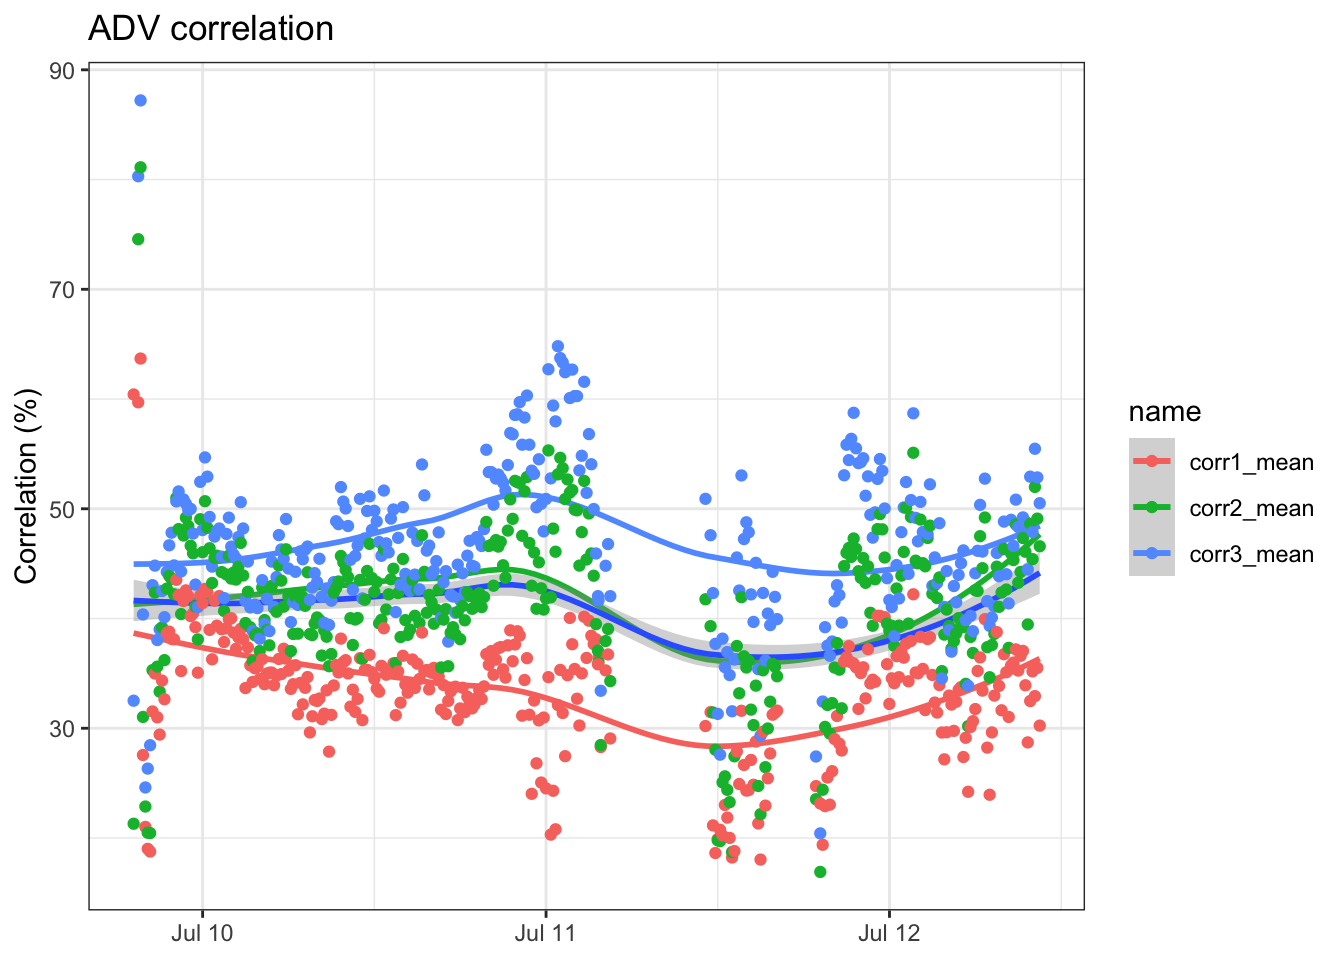 ADV correlation
90
70
50
30
Correlation (%)
Jul 10
Jul 11
Jul 12
name
corr1_mean
corr2_mean
corr3_mean